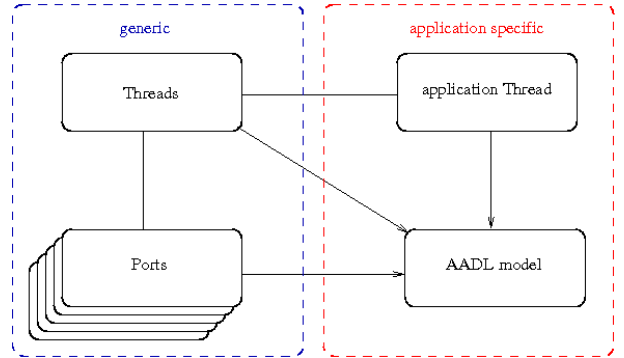 generic
application specific
Threads
application Thread
Ports
AADL model